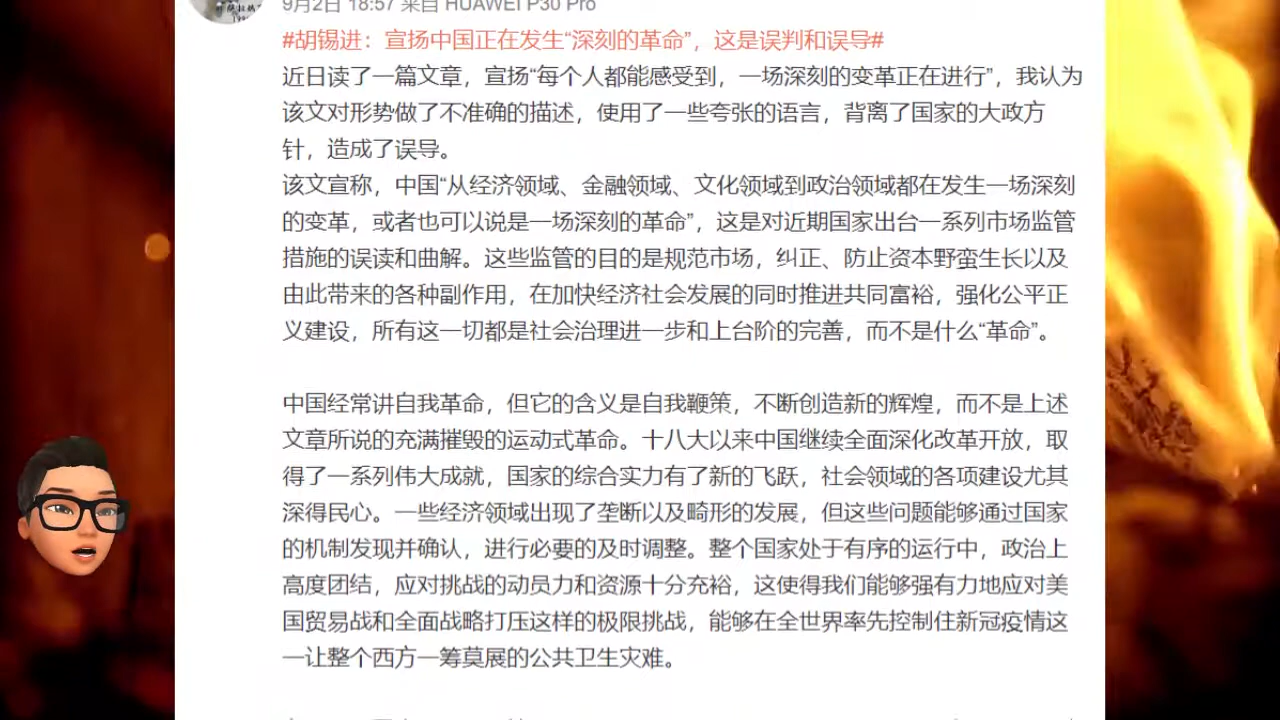 9月2日 18:57 来自 HUAWEI P30 Pro
#胡锡进：宣扬中国正在发生“深刻的革命”，这是误判和误导#
近日读了一篇文章，宣扬“每个人都能感受到，一场深刻的变革正在进行”，我认为
该文对形势做了不准确的描述，使用了一些夸张的语言，背离了国家的大政方
针，造成了误导。
该文宣称，中国“从经济领域、金融领域、文化领域到政治领域都在发生一场深刻
的变革，或者也可以说是一场深刻的革命”，这是对近期国家出台一系列市场监管
措施的误读和曲解。这些监管的目的是规范市场，纠正、防止资本野蛮生长以及
由此带来的各种副作用，在加快经济社会发展的同时推进共同富裕，强化公平正
义建设，所有这一切都是社会治理进一步和上台阶的完善，而不是什么“革命”。
中国经常讲自我革命，但它的含义是自我鞭策，不断创造新的辉煌，而不是上述
文章所说的充满摧毁的运动式革命。十八大以来中国继续全面深化改革开放，取
得了一系列伟大成就，国家的综合实力有了新的飞跃，社会领域的各项建设尤其
深得民心。一些经济领域出现了垄断以及畸形的发展，但这些问题能够通过国家
的机制发现并确认，进行必要的及时调整。整个国家处于有序的运行中，政治上
高度团结，应对挑战的动员力和资源十分充裕，这使得我们能够强有力地应对美
国贸易战和全面战略打压这样的极限挑战，能够在全世界率先控制住新冠疫情这
一让整个西方一筹莫展的公共卫生灾难。